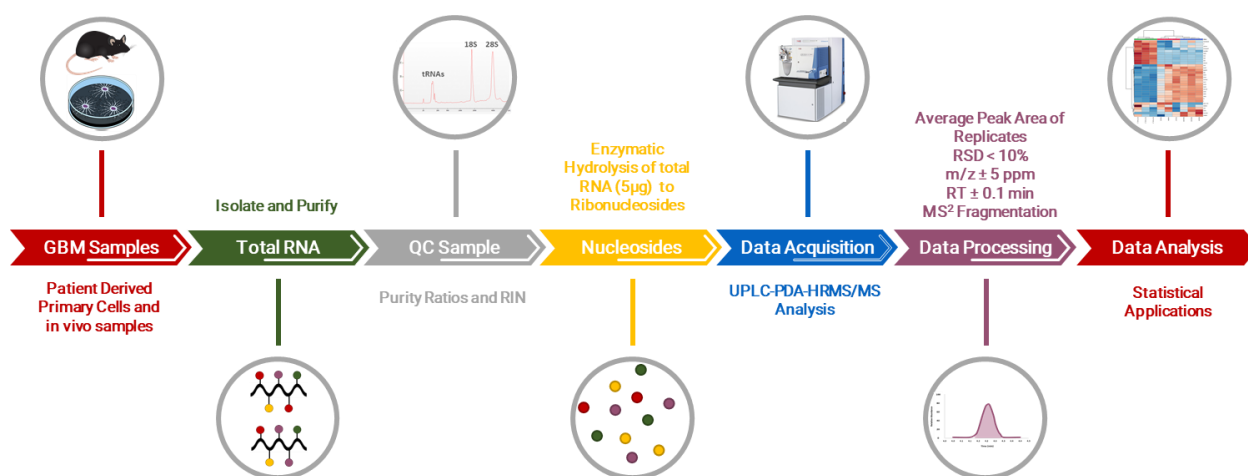 tRNAs
18S
28S
Isolate and Purify
Enzymatic
Hydrolysis of total
RNA (5µg) to
Ribonucleosides
Average Peak Area of
Replicates
RSD < 10%
m/z ± 5 ppm
RT ± 0.1 min
MS² Fragmentation
GBM Samples
Total RNA
QC Sample
Nucleosides
Data Acquisition
Data Processing
Data Analysis
Patient Derived
Primary Cells and
in vivo samples
Purity Ratios and RIN
UPLC-PDA-HRMS/MS
Analysis
Statistical
Applications